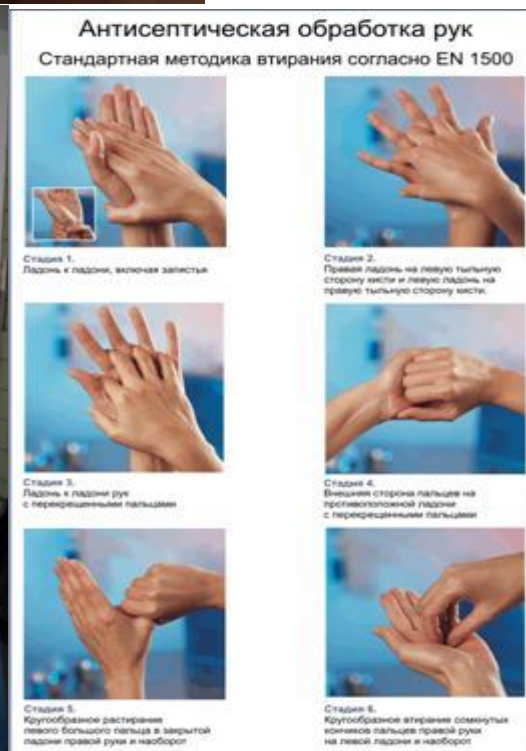 Антисептическая обработка рук
Стандартная методика втирания согласно EN 1500
Стадия 1.
Ладонь к ладони, включая запястья
Стадия 2.
Правая ладонь на левую тыльную
сторону кисти и левую ладонь на
правую тыльную сторону кисти.
Стадия 3.
Ладонь к ладони рук
с перекрещенными пальцами
Стадия 4.
Внешняя сторона пальцев на
противоположной ладони
с перекрещенными пальцами
Стадия 5.
Кругообразное растирание
левого большого пальца в закрытой
ладони правой руки и наоборот
Стадия 6.
Кругообразное втирание сомкнутых
кончиков пальцев правой руки
на левой ладони и наоборот